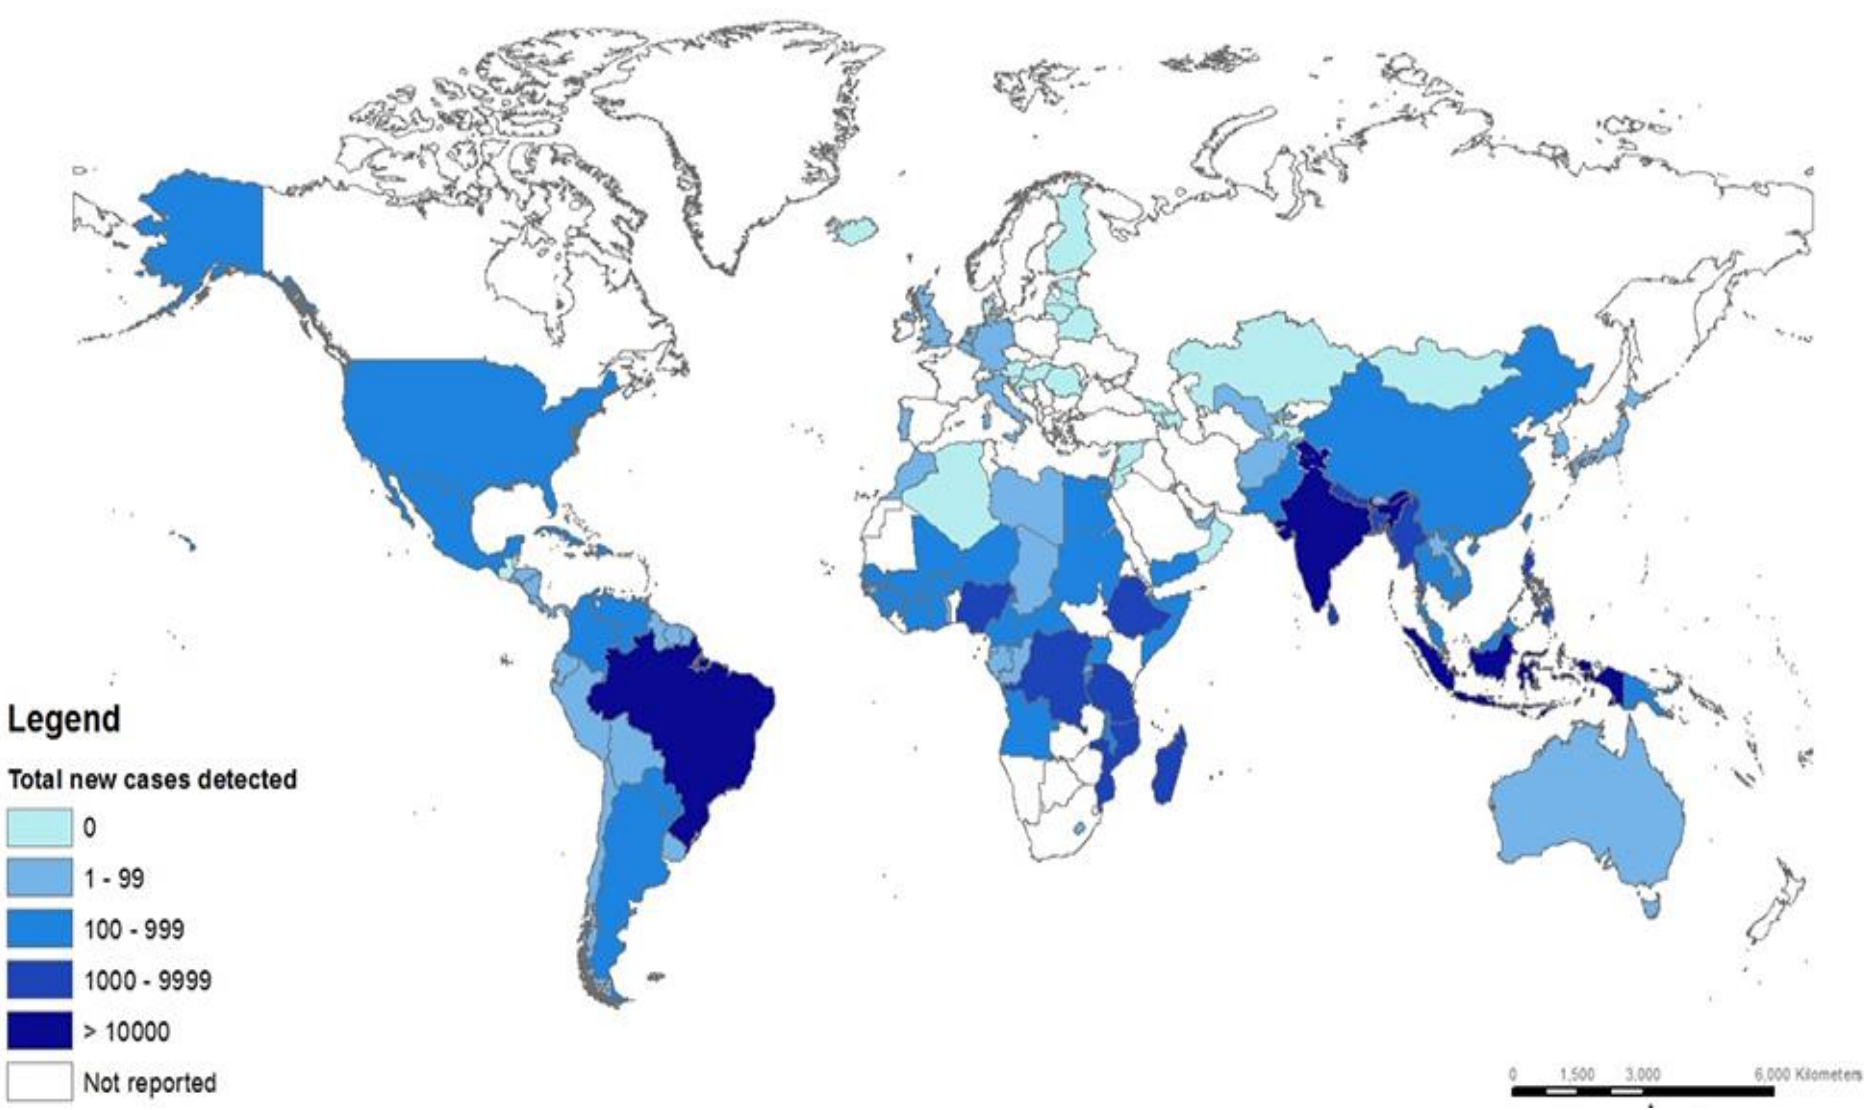 Legend
Total new cases detected
0
1 - 99
100 - 999
1000 - 9999
> 10000
Not reported
0 1,500 3,000 6,000 Kilometers